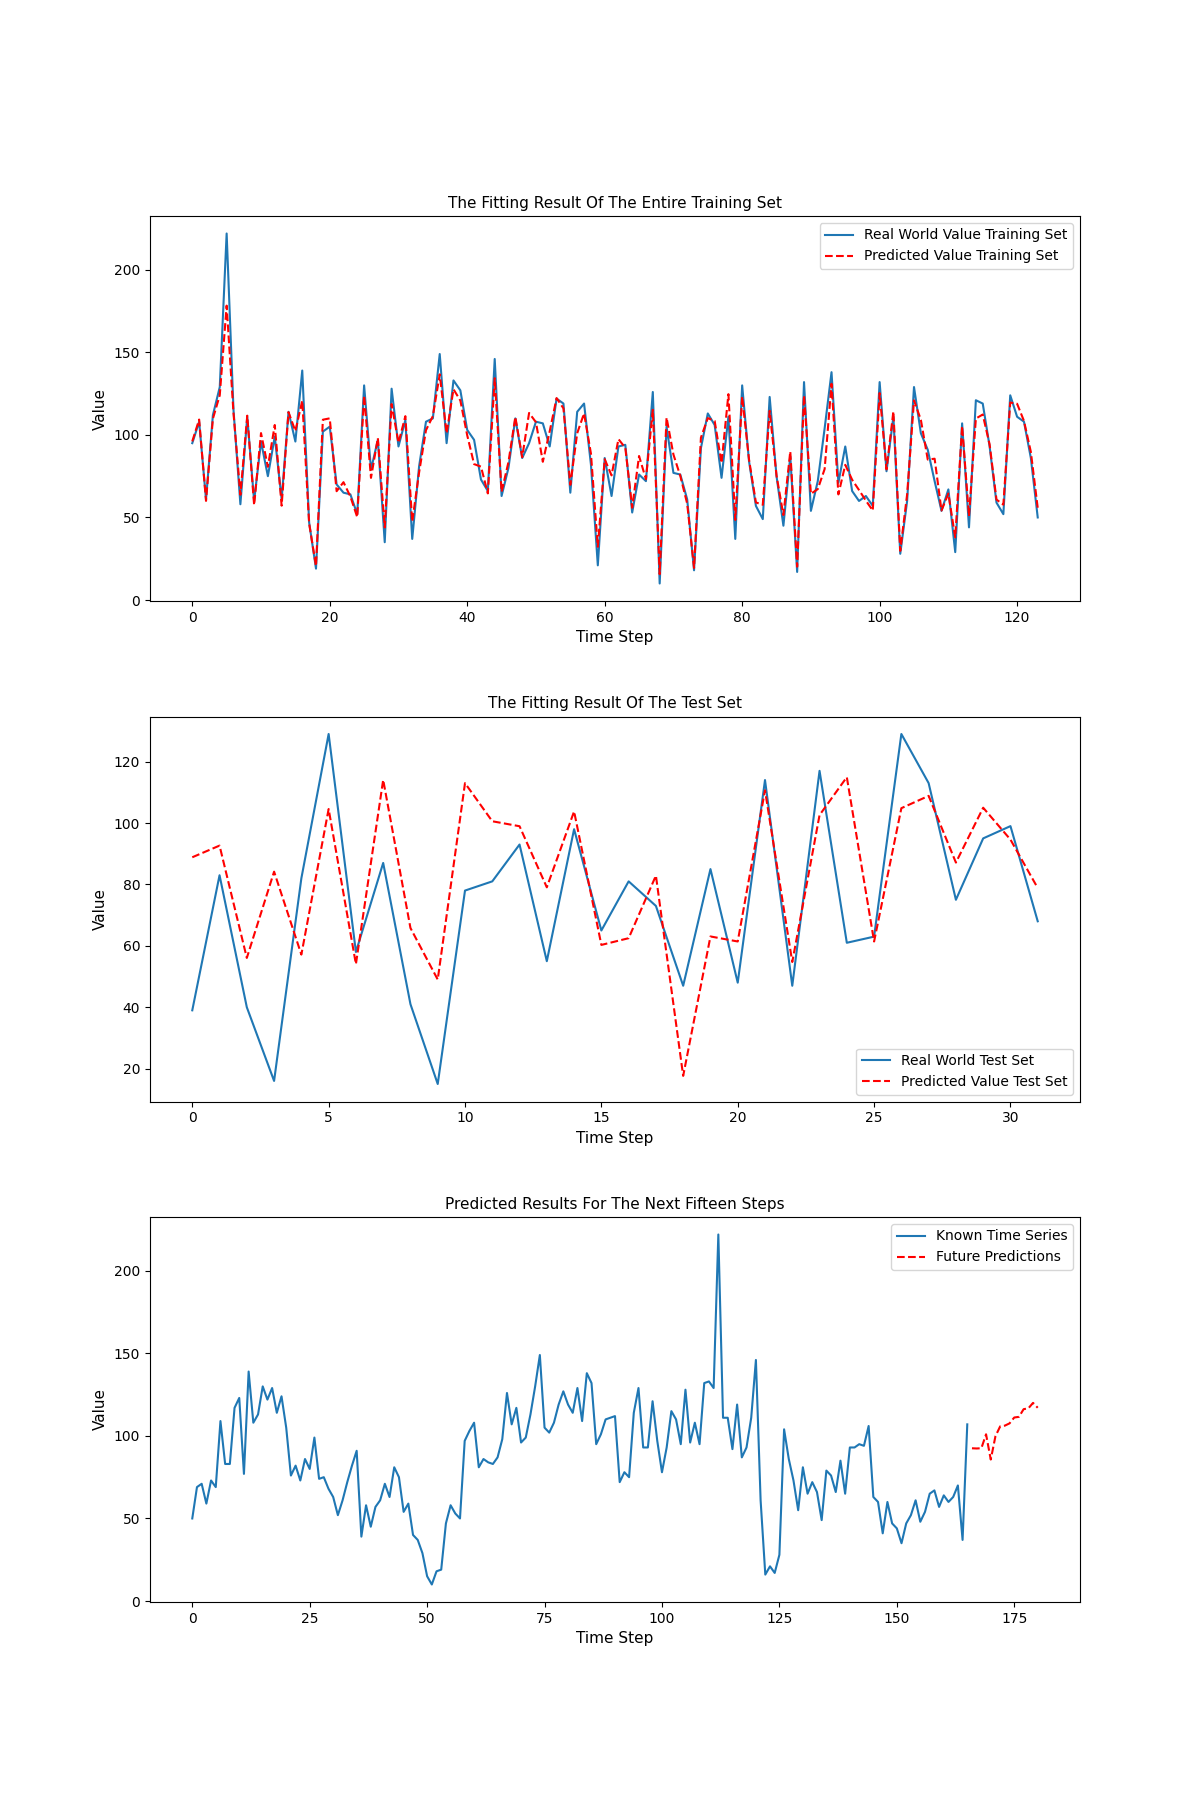 The Fitting Result Of The Entire Training Set
Real World Value Training Set
Predicted Value Training Set
Value
200
150
100
50
0
0 20 40 60 80 100 120
Time Step
The Fitting Result Of The Test Set
Value
120
100
80
60
40
20
Real World Test Set
Predicted Value Test Set
0 5 10 15 20 25 30
Time Step
Predicted Results For The Next Fifteen Steps
Known Time Series
Future Predictions
Value
200
150
100
50
0
0 25 50 75 100 125 150 175
Time Step